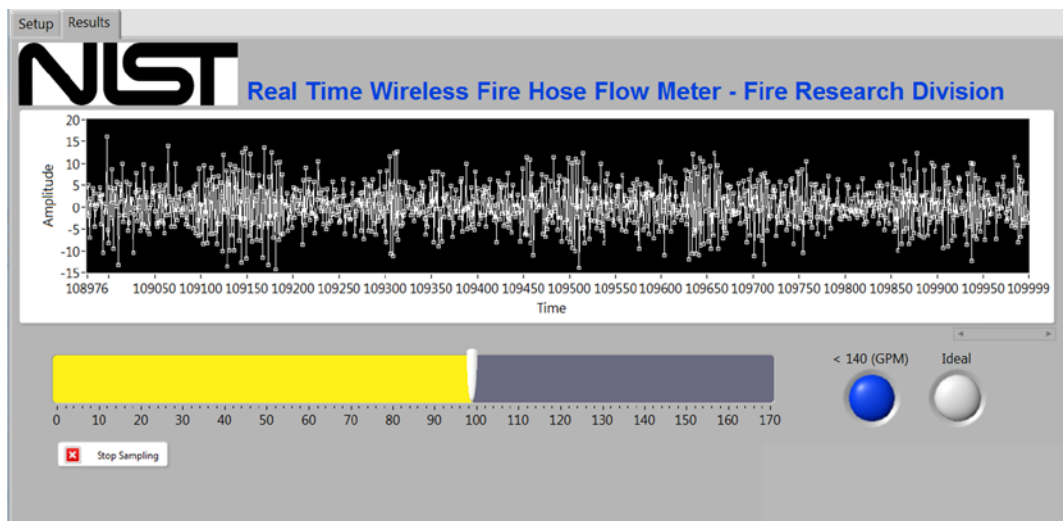 Setup Results
NIST
Real Time Wireless Fire Hose Flow Meter - Fire Research Division
20
15
10
5
0
-5
-10
-15
Amplitude
108976 109050 109100 109150 109200 109250 109300 109350 109400 109450 109500 109550 109600 109650 109700 109750 109800 109850 109900 109950 109999
Time
< 140 (GPM) Ideal
0 10 20 30 40 50 60 70 80 90 100 110 120 130 140 150 160 170
Stop Sampling